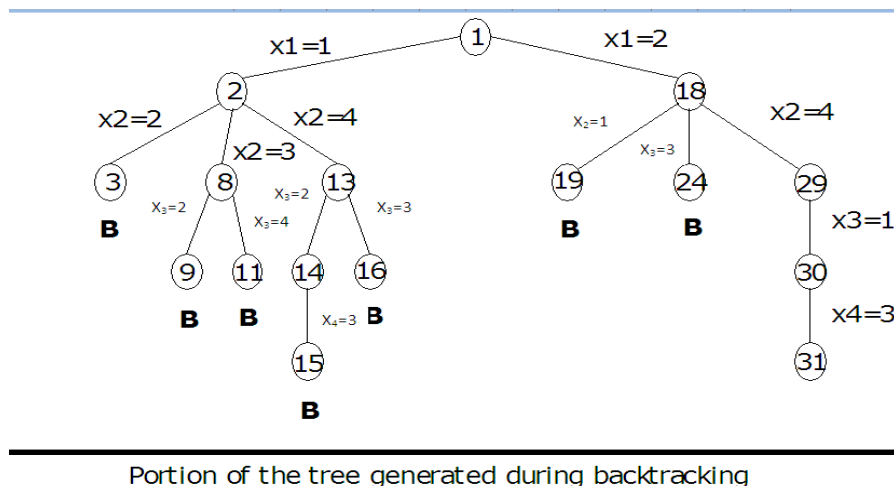 1
x1=1
x1=2
2
18
x2=2
x2=3
x2=4
X₂=1
X₃=3
x2=4
3
8
13
19
24
29
B
X₃=2
X₃=4
X₃=2
X₃=3
B
B
x3=1
9
11
14
16
30
B
B
X₄=3
B
x4=3
15
31
B
Portion of the tree generated during backtracking